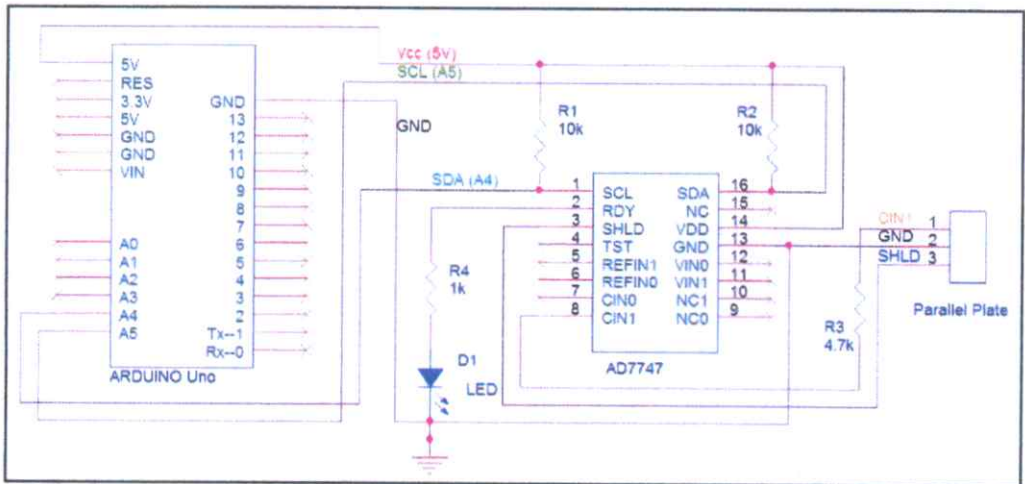 Vcc (5V)
SCL (A5)
GND
SDA (A4)
5V
RES
3.3V
5V
GND
GND
VIN
A0
A1
A2
A3
A4
A5
GND
13
12
11
10
9
8
7
6
5
4
3
2
Tx--1
Rx--0
ARDUINO Uno
R1
10k
R2
10k
R4
1k
D1
LED
1
2
3
4
5
6
7
8
SCL
RDY
SHLD
TST
REFIN1
REFIN0
CIN0
CIN1
SDA
NC
VDD
GND
VIN0
VIN1
NC1
NC0
16
15
14
13
12
11
10
9
AD7747
R3
4.7k
CIN1
GND
SHLD
1
2
3
Parallel Plate